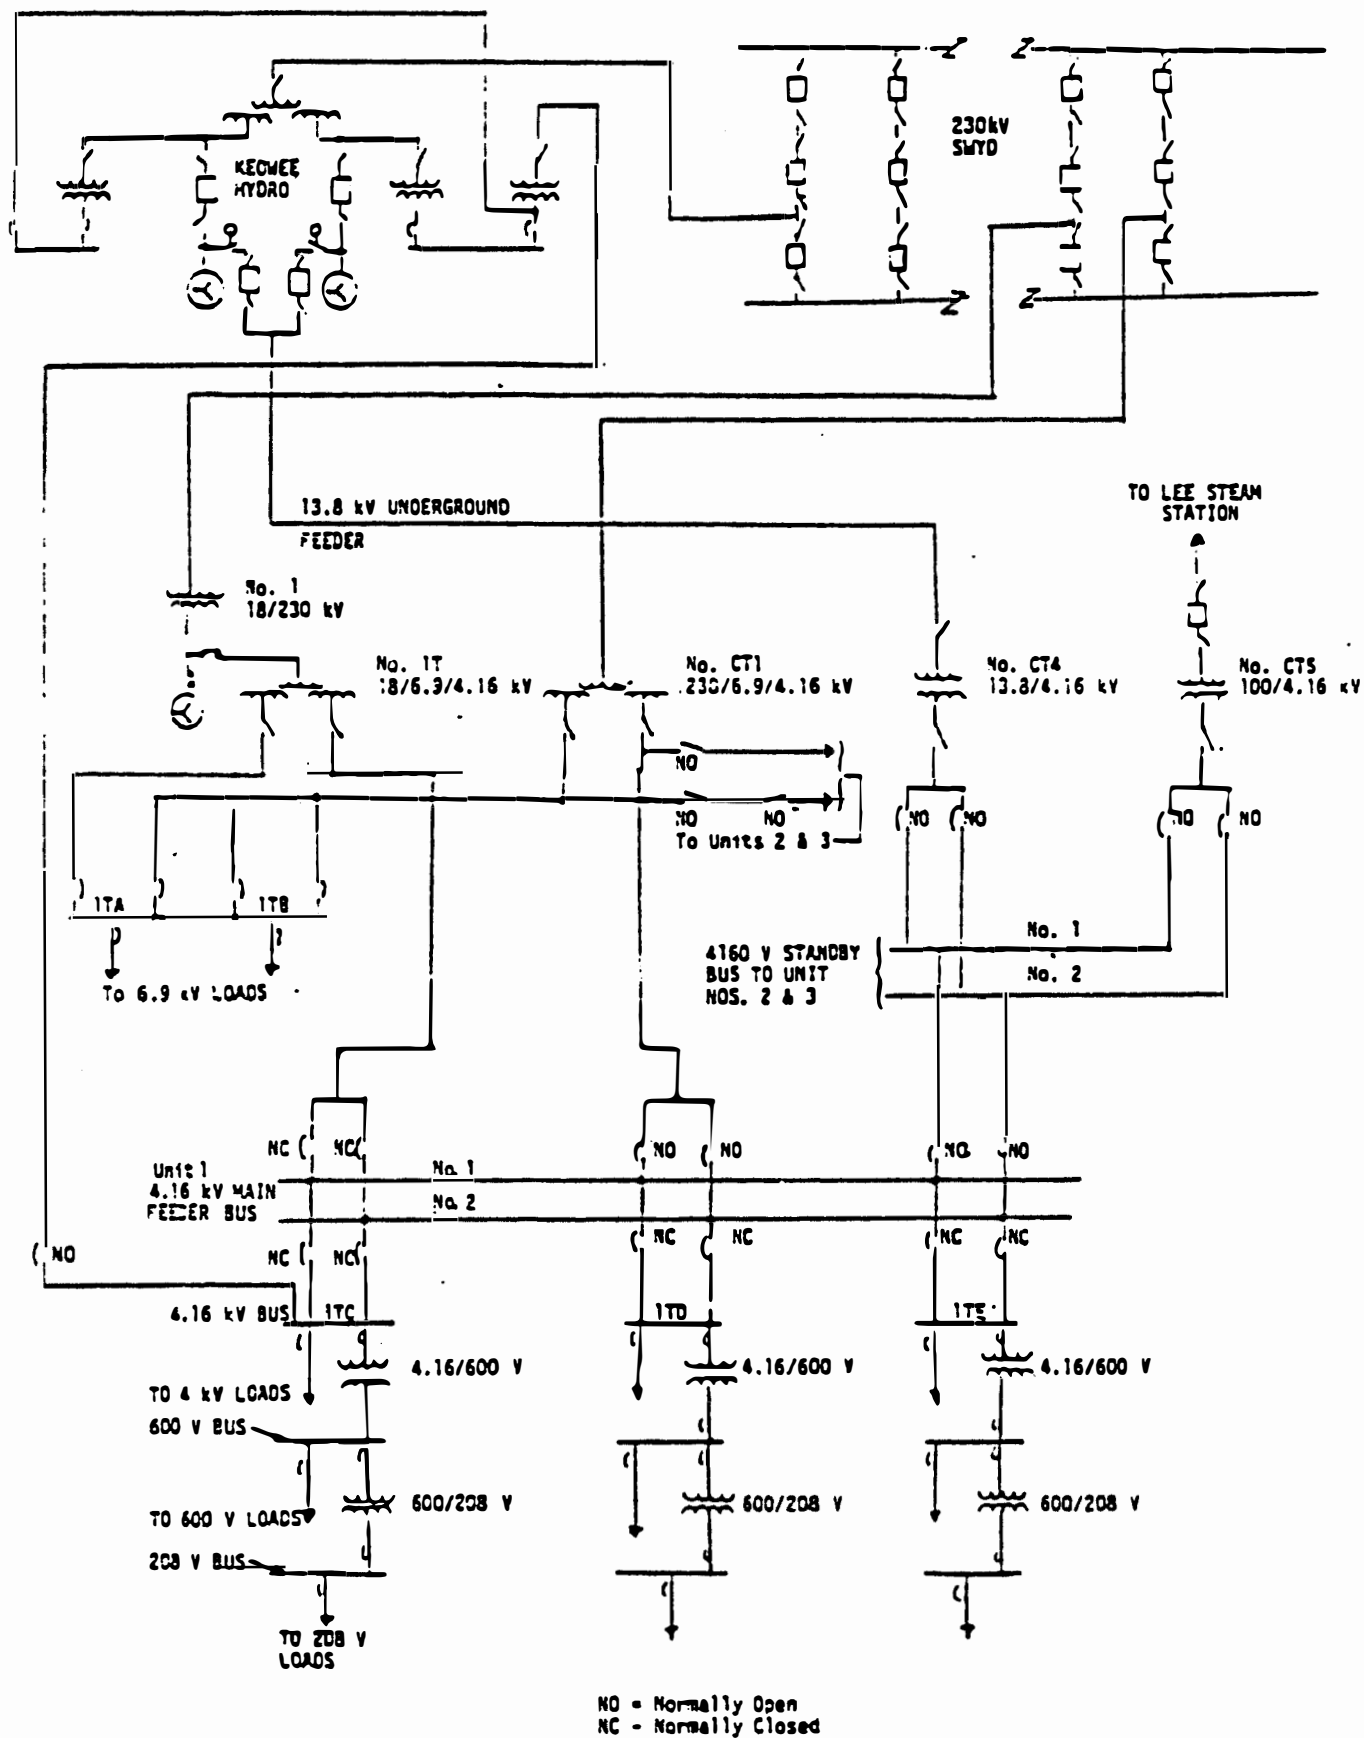 KEOWEE
HYDRO
230kV
SWYD
13.8 kV UNDERGROUND
FEEDER
TO LEE STEAM
STATION
No. 1
18/230 kV
No. 1T
18/6.9/4.16 kV
No. CT1
230/6.9/4.16 kV
No. CT4
13.8/4.16 kV
No. CT5
100/4.16 kV
NO
NO NO
To Units 2 & 3
NO NO
NO NO
1TA 1TB
To 6.9 kV LOADS
4160 V STANDBY
BUS TO UNIT
NOS. 2 & 3
No. 1
No. 2
NC NC
NO NO
NO NO
Unit 1
4.16 kV MAIN
FEEDER BUS
No. 1
No. 2
NO
NC NC
NC NC
NC NC
4.16 kV BUS
1TC
1TD
1TE
4.16/600 V
4.16/600 V
4.16/600 V
TO 4 kV LOADS
600 V BUS
600/208 V
600/208 V
600/208 V
TO 600 V LOADS
208 V BUS
TO 208 V
LOADS
NO = Normally Open
NC - Normally Closed